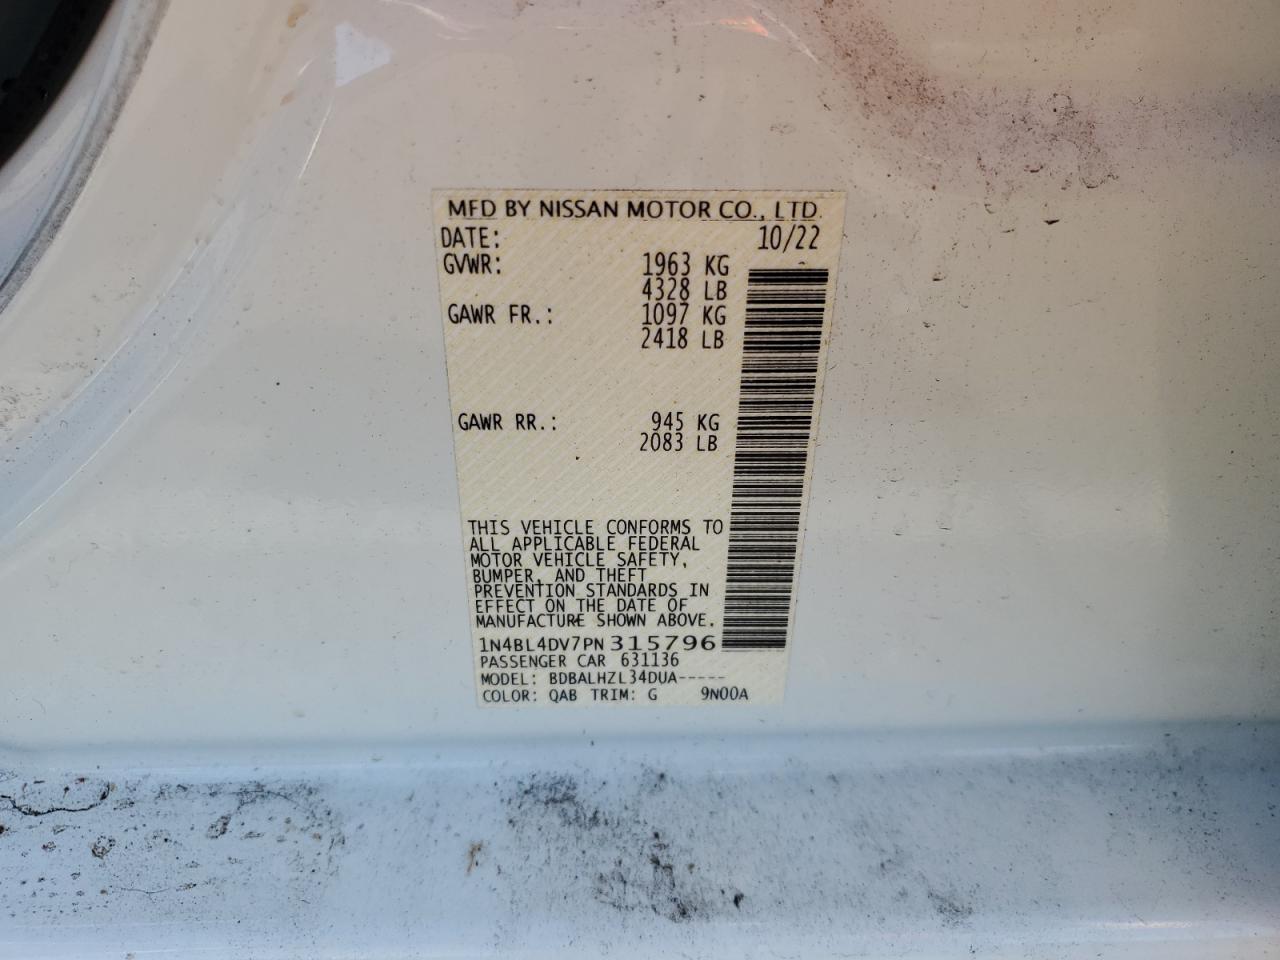 MFD BY NISSAN MOTOR CO., LTD.
DATE: 10/22
GVWR: 1963 KG
4328 LB
GAWR FR.: 1097 KG
2418 LB
GAWR RR.: 945 KG
2083 LB
THIS VEHICLE CONFORMS TO
ALL APPLICABLE FEDERAL
MOTOR VEHICLE SAFETY,
BUMPER, AND THEFT
PREVENTION STANDARDS IN
EFFECT ON THE DATE OF
MANUFACTURE SHOWN ABOVE.
1N4BL4DV7PN315796
PASSENGER CAR 631136
MODEL: BDBALHZL34DUA-----
COLOR: QAB TRIM: G 9N00A